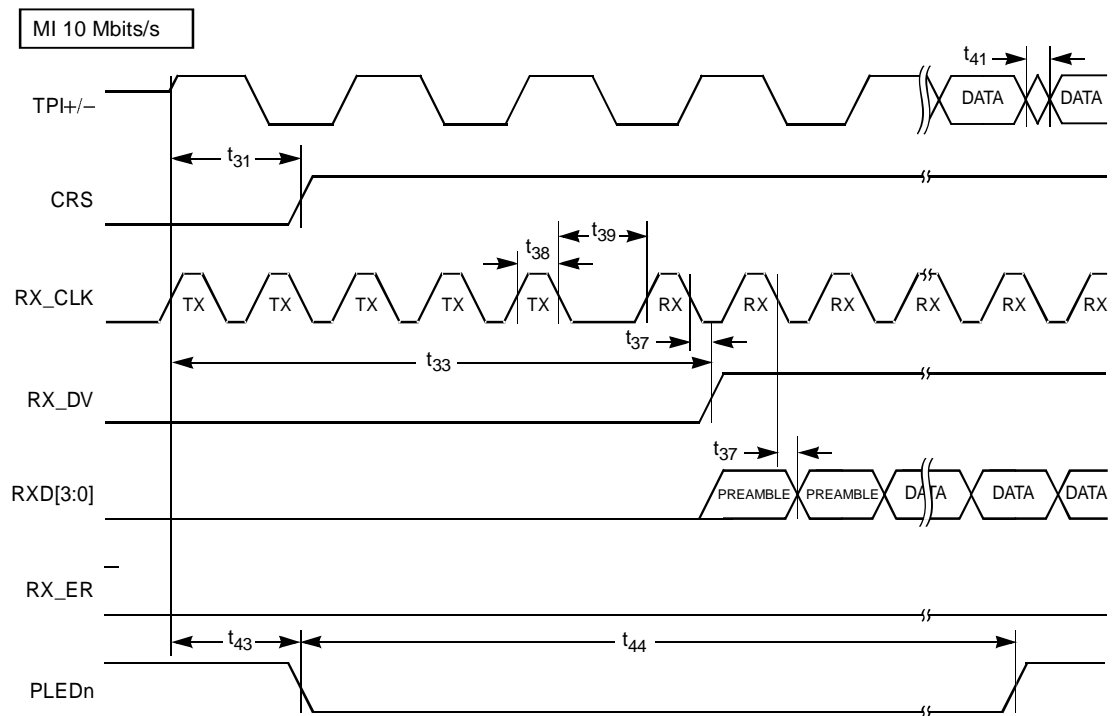 MI 10 Mbits/s
t41
TPI+/− DATA DATA
t31
CRS
t38 t39
RX_CLK TX TX TX TX TX RX RX RX RX RX RX
t37
t33
RX_DV
t37
RXD[3:0] PREAMBLE PREAMBLE DATA DATA DATA
RX_ER
t43 t44
PLEDn